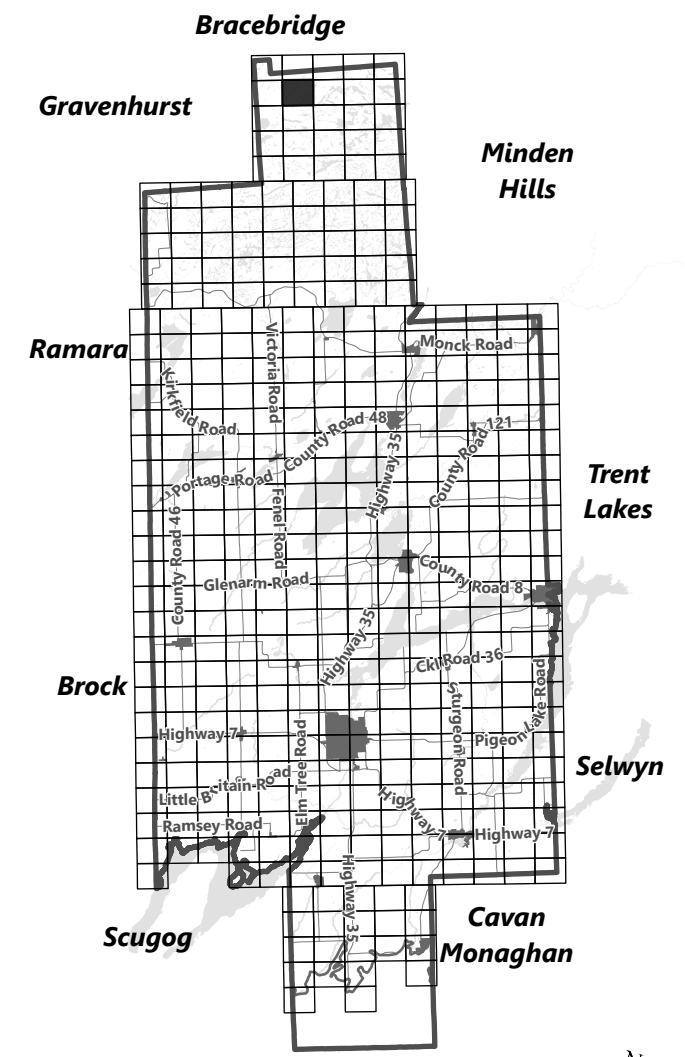 Bracebridge
Gravenhurst
Minden
Hills
Ramara
Monck Road
Victoria Road
Kirkfield Road
County Road 48
County Road 121
Highway 35
Portage Road
Trent
Lakes
Fenel Road
County Road 46
County Road 8
Glenarm Road
Highway 35
Ckl Road 36
Brock
Sturgeon Road
Pigeon Lake Road
Highway 7
Elm Tree Road
Selwyn
Little Britain Road
Highway 7
Ramsey Road
Highway 7
Highway 35
Cavan
Monaghan
Scugog
N